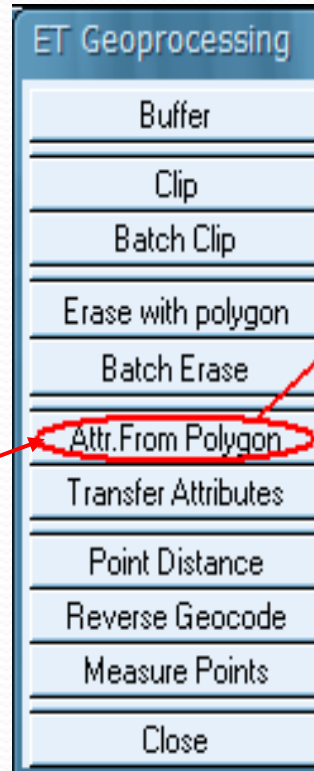 ET Geoprocessing
Buffer
Clip
Batch Clip
Erase with polygon
Batch Erase
Attr.From Polygon
Transfer Attributes
Point Distance
Reverse Geocode
Measure Points
Close